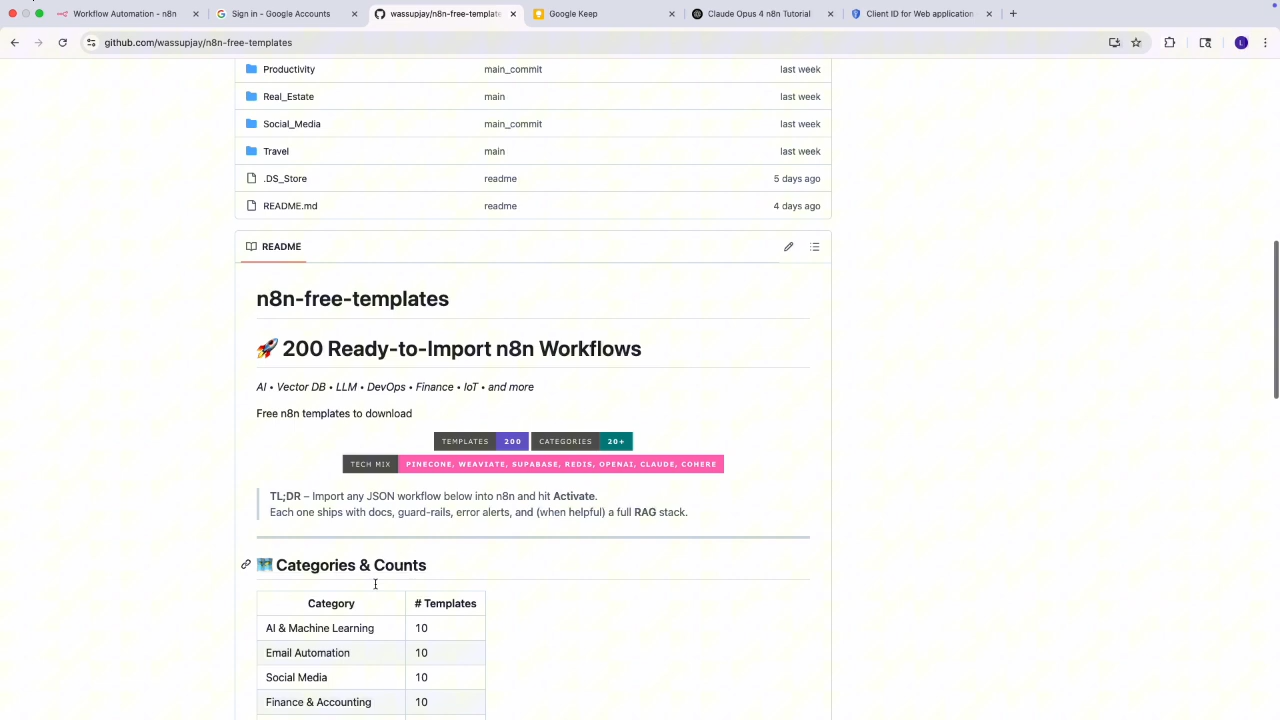 Workflow Automation - n8n
Sign in - Google Accounts
wassupjay/n8n-free-template
Google Keep
Claude Opus 4 n8n Tutorial
Client ID for Web application
github.com/wassupjay/n8n-free-templates
L
Productivity main_commit last week
Real_Estate main last week
Social_Media main_commit last week
Travel main last week
.DS_Store readme 5 days ago
README.md readme 4 days ago
README
n8n-free-templates
🚀 200 Ready-to-Import n8n Workflows
AI • Vector DB • LLM • DevOps • Finance • IoT • and more
Free n8n templates to download
TEMPLATES 200 CATEGORIES 20+
TECH MIX PINECONE, WEAVIATE, SUPABASE, REDIS, OPENAI, CLAUDE, COHERE
TL;DR – Import any JSON workflow below into n8n and hit Activate.
Each one ships with docs, guard-rails, error alerts, and (when helpful) a full RAG stack.
🗺️ Categories & Counts
Category # Templates
AI & Machine Learning 10
Email Automation 10
Social Media 10
Finance & Accounting 10